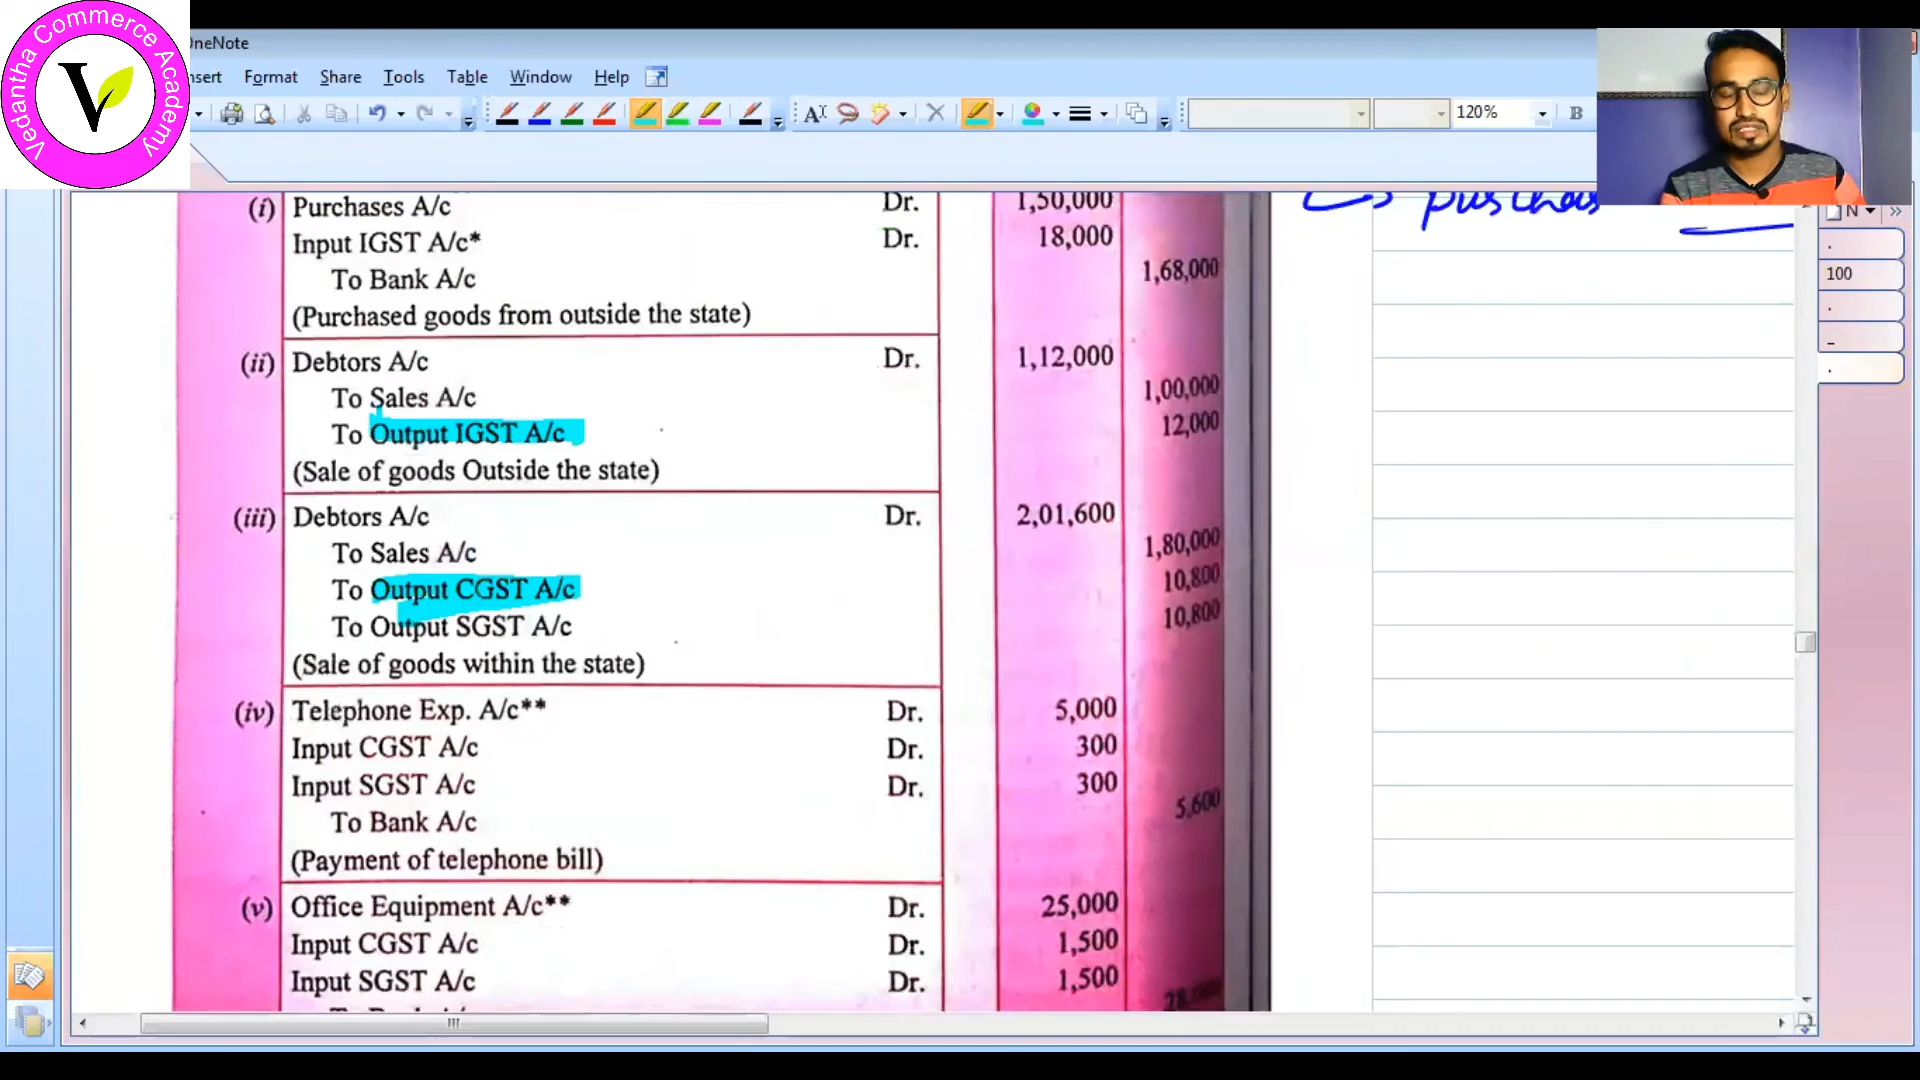 Vedantha Commerce Academy
V
OneNote
nsert Format Share Tools Table Window Help
120% B
(i) Purchases A/c Dr. 1,50,000
Input IGST A/c* Dr. 18,000
To Bank A/c 1,68,000
(Purchased goods from outside the state)
(ii) Debtors A/c Dr. 1,12,000
To Sales A/c 1,00,000
To Output IGST A/c 12,000
(Sale of goods Outside the state)
(iii) Debtors A/c Dr. 2,01,600
To Sales A/c 1,80,000
To Output CGST A/c 10,800
To Output SGST A/c 10,800
(Sale of goods within the state)
(iv) Telephone Exp. A/c** Dr. 5,000
Input CGST A/c Dr. 300
Input SGST A/c Dr. 300
To Bank A/c 5,600
(Payment of telephone bill)
(v) Office Equipment A/c** Dr. 25,000
Input CGST A/c Dr. 1,500
Input SGST A/c Dr. 1,500
N
100